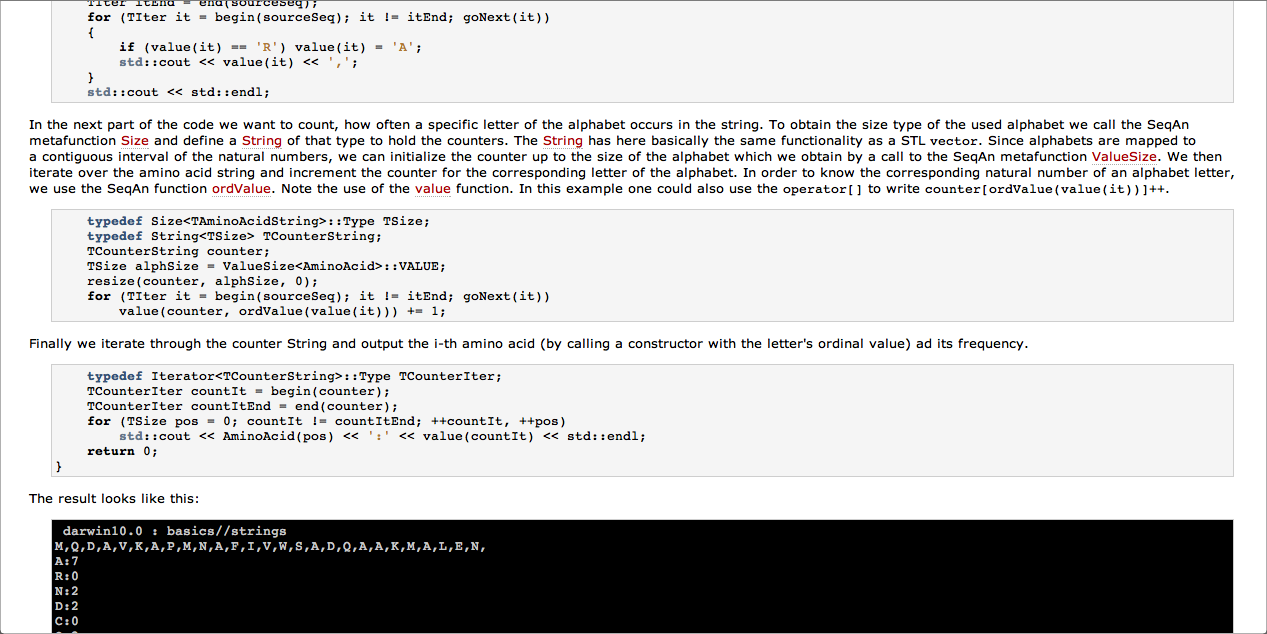 TIter itEnd = end(sourceSeq);
for (TIter it = begin(sourceSeq); it != itEnd; goNext(it))
{
if (value(it) == 'R') value(it) = 'A';
std::cout << value(it) << ',';
}
std::cout << std::endl;
In the next part of the code we want to count, how often a specific letter of the alphabet occurs in the string. To obtain the size type of the used alphabet we call the SeqAn
metafunction Size and define a String of that type to hold the counters. The String has here basically the same functionality as a STL vector. Since alphabets are mapped to
a contiguous interval of the natural numbers, we can initialize the counter up to the size of the alphabet which we obtain by a call to the SeqAn metafunction ValueSize. We then
iterate over the amino acid string and increment the counter for the corresponding letter of the alphabet. In order to know the corresponding natural number of an alphabet letter,
we use the SeqAn function ordValue. Note the use of the value function. In this example one could also use the operator[] to write counter[ordValue(value(it))]++.
typedef Size<TAminoAcidString>::Type TSize;
typedef String<TSize> TCounterString;
TCounterString counter;
TSize alphSize = ValueSize<AminoAcid>::VALUE;
resize(counter, alphSize, 0);
for (TIter it = begin(sourceSeq); it != itEnd; goNext(it))
value(counter, ordValue(value(it))) += 1;
Finally we iterate through the counter String and output the i-th amino acid (by calling a constructor with the letter's ordinal value) ad its frequency.
typedef Iterator<TCounterString>::Type TCounterIter;
TCounterIter countIt = begin(counter);
TCounterIter countItEnd = end(counter);
for (TSize pos = 0; countIt != countItEnd; ++countIt, ++pos)
std::cout << AminoAcid(pos) << ':' << value(countIt) << std::endl;
return 0;
}
The result looks like this:
darwin10.0 : basics//strings
M,Q,D,A,V,K,A,P,M,N,A,F,I,V,W,S,A,D,Q,A,A,K,M,A,L,E,N,
A:7
R:0
N:2
D:2
C:0